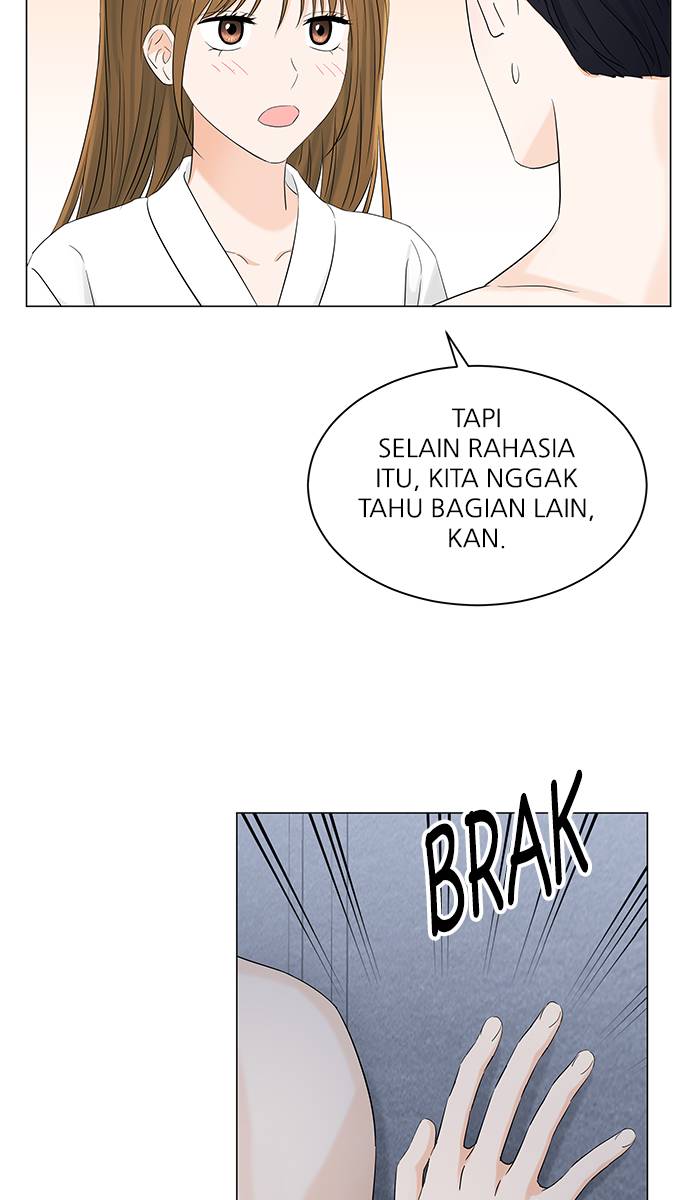 TAPI
SELAIN RAHASIA
ITU, KITA NGGAK
TAHU BAGIAN LAIN,
KAN.
BRAK